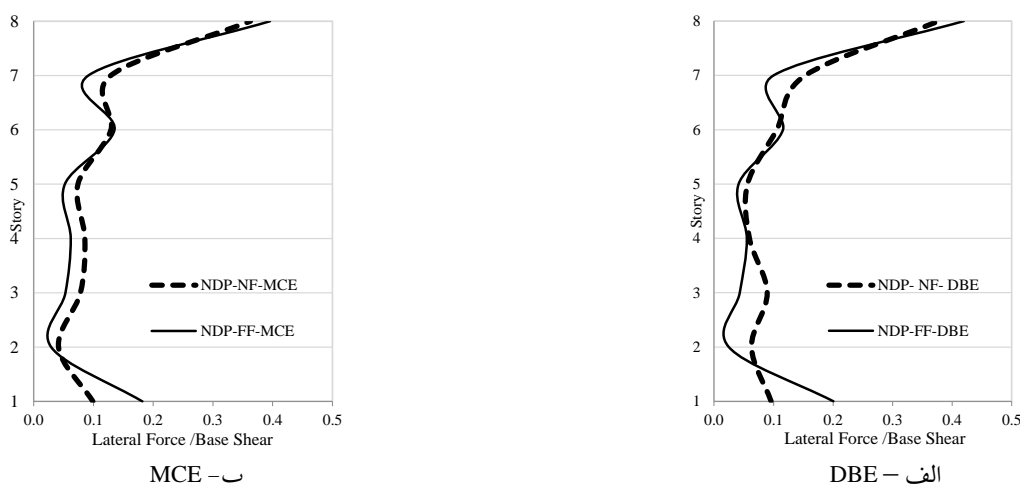 8
7
6
5
4
3
2
1
Story
NDP-NF-MCE
NDP-FF-MCE
0.0 0.1 0.2 0.3 0.4 0.5
Lateral Force /Base Shear
ب – MCE
8
7
6
5
4
3
2
1
Story
NDP- NF- DBE
NDP-FF-DBE
0.0 0.1 0.2 0.3 0.4 0.5
Lateral Force /Base Shear
الف – DBE